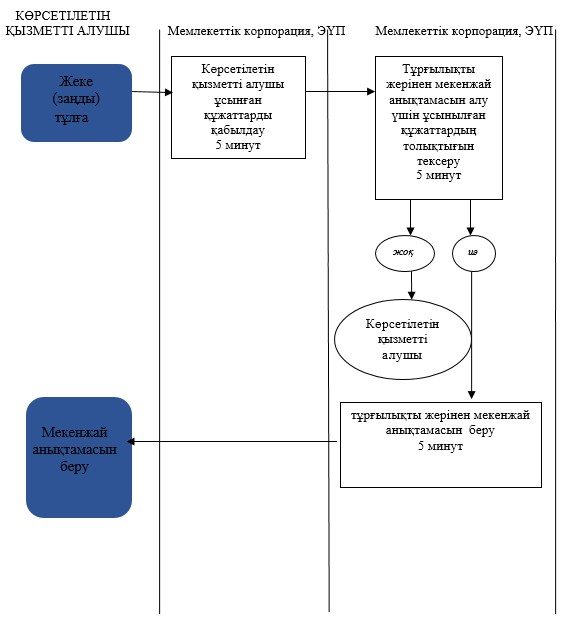 КӨРСЕТІЛЕТІН
ҚЫЗМЕТТІ АЛУШЫ
Мемлекеттік корпорация, ЭҮП
Мемлекеттік корпорация, ЭҮП
Жеке
(заңды)
тұлға
Көрсетілетін
қызметті алушы
ұсынған
құжаттарды
қабылдау
5 минут
Тұрғылықты
жерінен мекенжай
анықтамасын алу
үшін ұсынылған
құжаттардың
толықтығын
тексеру
5 минут
жоқ
иә
Көрсетілетін
қызметті
алушы
Мекенжай
анықтамасын
беру
тұрғылықты жерінен мекенжай
анықтамасын беру
5 минут